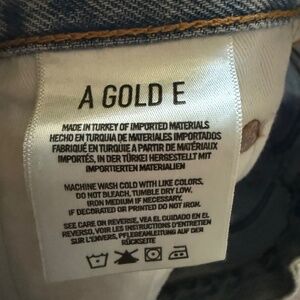 A GOLD E
MADE IN TURKEY OF IMPORTED MATERIALS
HECHO EN TURQUIA DE MATERIALES IMPORTADOS
FABRIQUÉ EN TURQUIE A PARTIR DE MATÉRIAUX
IMPORTÉS, IN DER TÜRKEI HERGESTELLT MIT
IMPORTIERTEN MATERIALIEN
MACHINE WASH COLD WITH LIKE COLORS,
DO NOT BLEACH, TUMBLE DRY LOW,
IRON MEDIUM IF NECESSARY.
IF DECORATED OR PRINTED DO NOT IRON.
SEE CARE ON REVERSE, VEA EL CUIDADO EN EL
REVERSO, VOIR LES INSTRUCTIONS D'ENTRETIEN
SUR L'ENVERS, PFLEGEANLEITUNG AUF DER
RÜCKSEITE